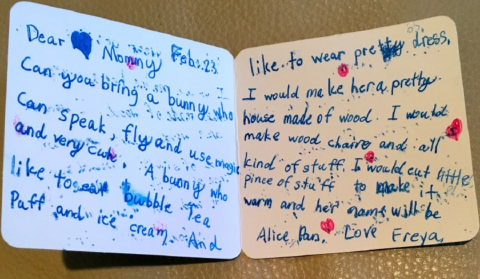 Dear Mommy Feb. 23
Can you bring a bunny who
can speak, fly and use
and very cute. A bunny who
like to eat bubble Tea
Paff and ice cream. And
like to wear pretty dress.
I would make her a pretty
house made of wood. I would
make wood chairs and all
kind of stuff. I would cut little
pince of stuff to make it
warm and her name will be
Alice Pan. Love Freya.